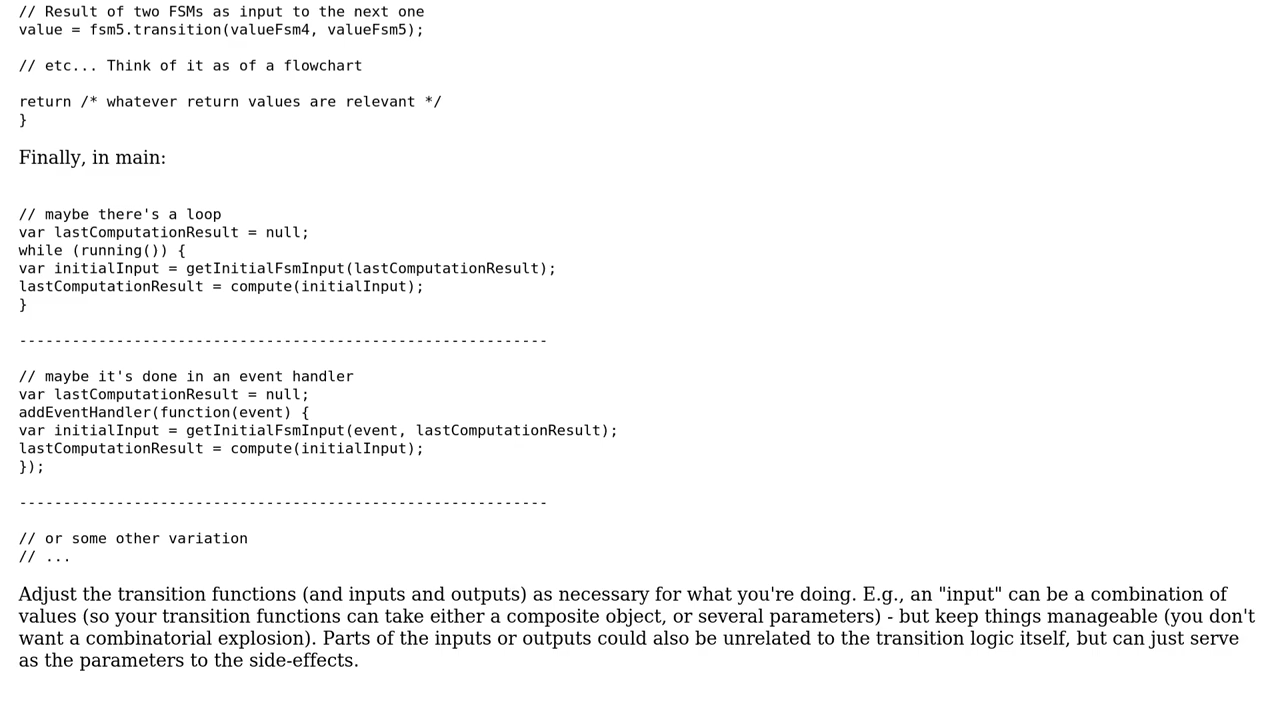 // Result of two FSMs as input to the next one
value = fsm5.transition(valueFsm4, valueFsm5);
// etc... Think of it as of a flowchart
return /* whatever return values are relevant */
}
Finally, in main:
// maybe there's a loop
var lastComputationResult = null;
while (running()) {
var initialInput = getInitialFsmInput(lastComputationResult);
lastComputationResult = compute(initialInput);
}
------------------------------------------------------------
// maybe it's done in an event handler
var lastComputationResult = null;
addEventHandler(function(event) {
var initialInput = getInitialFsmInput(event, lastComputationResult);
lastComputationResult = compute(initialInput);
});
------------------------------------------------------------
// or some other variation
// ...
Adjust the transition functions (and inputs and outputs) as necessary for what you're doing. E.g., an "input" can be a combination of
values (so your transition functions can take either a composite object, or several parameters) - but keep things manageable (you don't
want a combinatorial explosion). Parts of the inputs or outputs could also be unrelated to the transition logic itself, but can just serve
as the parameters to the side-effects.